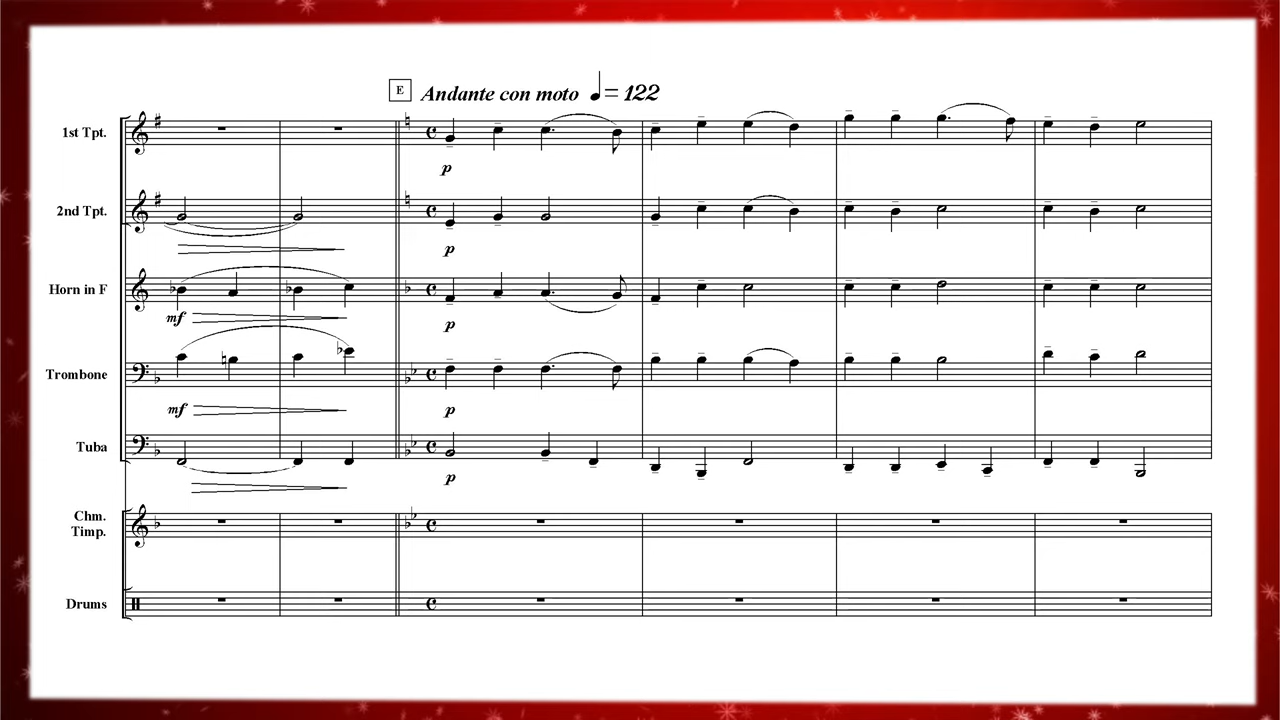 E Andante con moto ♩= 122
1st Tpt.
p
2nd Tpt.
p
Horn in F
mf
p
Trombone
mf
p
Tuba
p
Chm.
Timp.
Drums